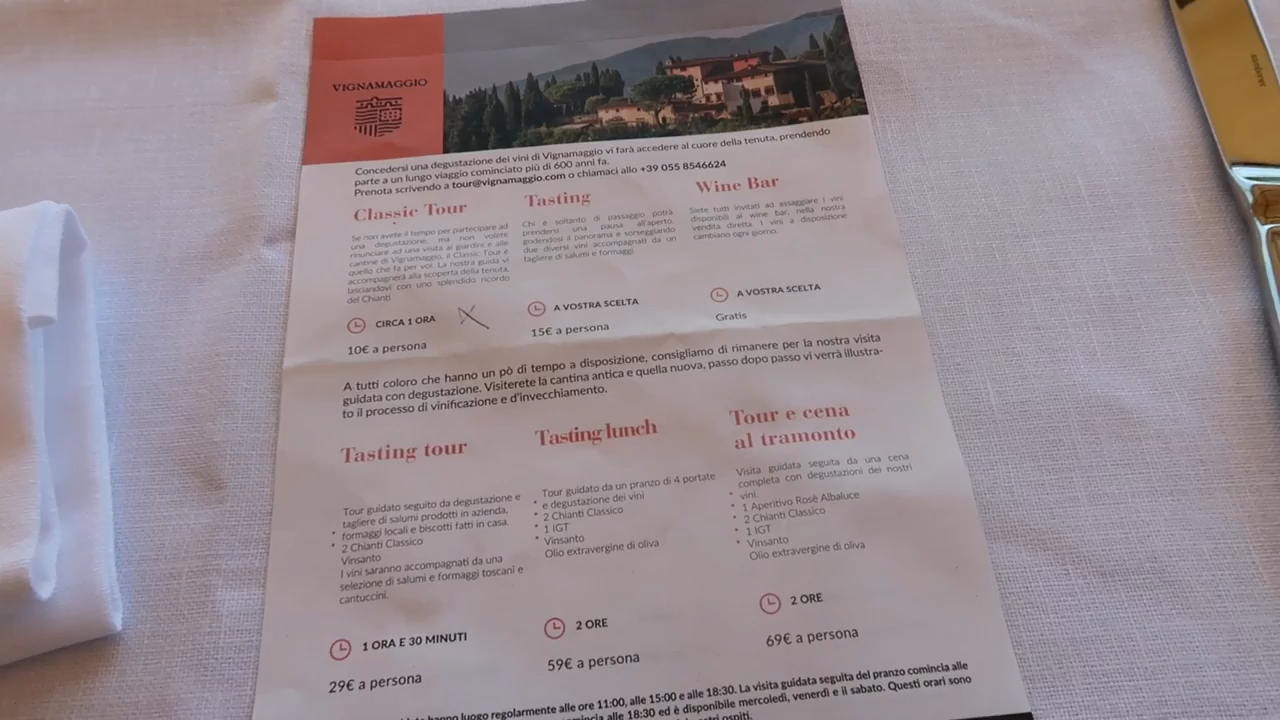 VIGNAMAGGIO
Concedersi una degustazione dei vini di Vignamaggio vi farà accedere al cuore della tenuta, prendendo
parte a un lungo viaggio cominciato più di 600 anni fa.
Prenota scrivendo a tour@vignamaggio.com o chiamaci allo +39 055 8546624
Classic Tour
Se non avete il tempo per partecipare ad
una degustazione, ma non volete
rinunciare ad una visita ai giardini e alle
cantine di Vignamaggio, il Classic Tour è
quello che fa per voi. La nostra guida vi
accompagnerà alla scoperta della tenuta,
lasciandovi con uno splendido ricordo
del Chianti
CIRCA 1 ORA
10€ a persona
Tasting
Chi è soltanto di passaggio potrà
prendersi una pausa all'aperto,
godendosi il panorama e sorseggiando
due diversi vini accompagnati da un
tagliere di salumi e formaggi.
A VOSTRA SCELTA
15€ a persona
Wine Bar
Siete tutti invitati ad assaggiare i vini
disponibili al wine bar, nella nostra
vendita diretta. I vini a disposizione
cambiano ogni giorno.
A VOSTRA SCELTA
Gratis
A tutti coloro che hanno un pò di tempo a disposizione, consigliamo di rimanere per la nostra visita
guidata con degustazione. Visiterete la cantina antica e quella nuova, passo dopo passo vi verrà illustra-
to il processo di vinificazione e d'invecchiamento.
Tasting tour
Tour guidato seguito da degustazione e
tagliere di salumi prodotti in azienda,
• formaggi locali e biscotti fatti in casa.
• 2 Chianti Classico
Vinsanto
I vini saranno accompagnati da una
selezione di salumi e formaggi toscani e
cantuccini.
1 ORA E 30 MINUTI
29€ a persona
Tasting lunch
Tour guidato da un pranzo di 4 portate
• e degustazione dei vini
• 2 Chianti Classico
• 1 IGT
• Vinsanto
Olio extravergine di oliva
2 ORE
59€ a persona
Tour e cena
al tramonto
Visita guidata seguita da una cena
completa con degustazioni dei nostri
• vini.
• 1 Aperitivo Rosè Albaluce
• 2 Chianti Classico
• 1 IGT
• Vinsanto
Olio extravergine di oliva
2 ORE
69€ a persona
hanno luogo regolarmente alle ore 11:00, alle 15:00 e alle 18:30. La visita guidata seguita del pranzo comincia alle
comincia alle 18:30 ed è disponibile mercoledì, venerdì e il sabato. Questi orari sono
ospiti.